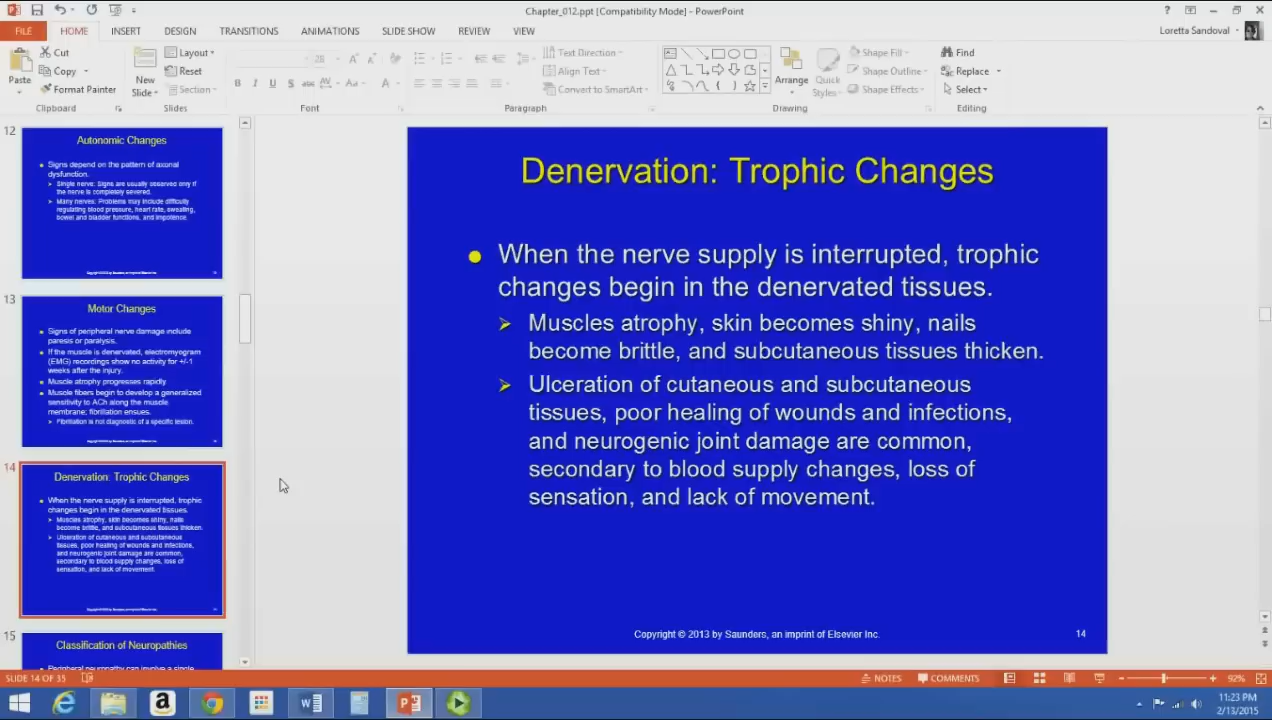 Chapter_012.ppt [Compatibility Mode] - PowerPoint
FILE HOME INSERT DESIGN TRANSITIONS ANIMATIONS SLIDE SHOW REVIEW VIEW
Loretta Sandoval
Paste
Cut
Copy
Format Painter
Clipboard
New
Slide
Layout
Reset
Section
Slides
Font
Text Direction
Align Text
Convert to SmartArt
Paragraph
Arrange
Quick
Styles
Shape Fill
Shape Outline
Shape Effects
Drawing
Find
Replace
Select
Editing
12
Autonomic Changes
Signs depend on the pattern of axonal
dysfunction.
Single nerve: Signs are usually observed only if
the nerve is completely severed.
Many nerves: Problems may include difficulty
regulating blood pressure, heart rate, sweating,
bowel and bladder functions, and impotence.
13
Motor Changes
Signs of peripheral nerve damage include
paresis or paralysis.
If the muscle is denervated, electromyogram
(EMG) recordings show no activity for +/-1
weeks after the injury.
Muscle atrophy progresses rapidly.
Muscle fibers begin to develop a generalized
sensitivity to ACh along the muscle
membrane; fibrillation ensues.
Fibrillation is not diagnostic of a specific lesion.
14
Denervation: Trophic Changes
When the nerve supply is interrupted, trophic
changes begin in the denervated tissues.
Muscles atrophy, skin becomes shiny, nails
become brittle, and subcutaneous tissues thicken.
Ulceration of cutaneous and subcutaneous
tissues, poor healing of wounds and infections,
and neurogenic joint damage are common,
secondary to blood supply changes, loss of
sensation, and lack of movement.
15
Classification of Neuropathies
Peripheral neuropathy can involve a single
Denervation: Trophic Changes
When the nerve supply is interrupted, trophic
changes begin in the denervated tissues.
Muscles atrophy, skin becomes shiny, nails
become brittle, and subcutaneous tissues thicken.
Ulceration of cutaneous and subcutaneous
tissues, poor healing of wounds and infections,
and neurogenic joint damage are common,
secondary to blood supply changes, loss of
sensation, and lack of movement.
Copyright © 2013 by Saunders, an imprint of Elsevier Inc.
14
SLIDE 14 OF 35
NOTES
COMMENTS
92%
11:23 PM
2/13/2015